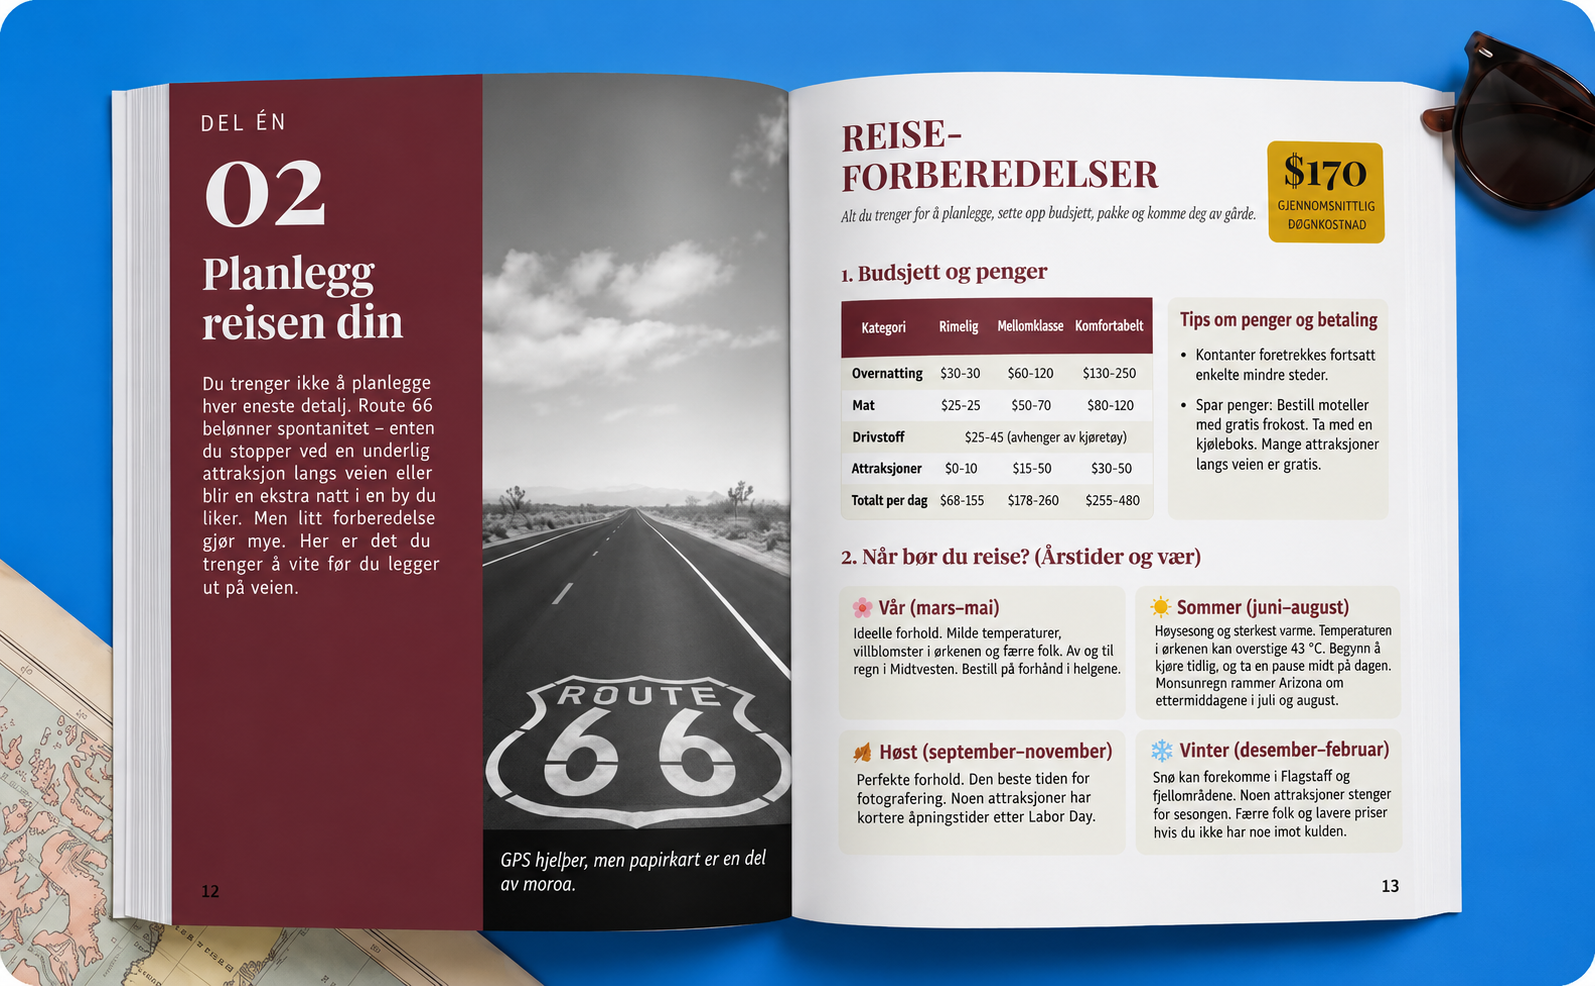 DEL ÉN
02
Planlegg
reisen din
Du trenger ikke å planlegge
hver eneste detalj. Route 66
belønner spontanitet – enten
du stopper ved en underlig
attraksjon langs veien eller
blir en ekstra natt i en by du
liker. Men litt forberedelse
gjør mye. Her er det du
trenger å vite før du legger
ut på veien.
12
ROUTE
66
GPS hjelþer, men papirkart er en del
av moroa.
REISE-
FORBEREDELSER
Alt du trenger for å planlegge, sette opp budsjett, pakke og komme deg av gårde.
$170
GJENNOMSNITTLIG
DØGNKOSTNAD
1. Budsjett og penger
Kategori Rimelig Mellomklasse Komfortabelt
Overnatting $30-30 $60-120 $130-250
Mat $25-25 $50-70 $80-120
Drivstoff $25-45 (avhenger av kjøretøy)
Attraksjoner $0-10 $15-50 $30-50
Totalt per dag $68-155 $178-260 $255-480
Tips om penger og betaling
• Kontanter foretrekkes fortsatt
enkelte mindre steder.
• Spar penger: Bestill moteller
med gratis frokost. Ta med en
kjøleboks. Mange attraksjoner
langs veien er gratis.
2. Når bør du reise? (Årstider og vær)
Vår (mars–mai)
Ideelle forhold. Milde temperaturer,
villblomster i ørkenen og færre folk. Av og til
regn i Midtvesten. Bestill på forhånd i helgene.
Sommer (juni–august)
Høysesong og sterkest varme. Temperaturen
i ørkenen kan overstige 43 °C. Begynn å
kjøre tidlig, og ta en pause midt på dagen.
Monsunregn rammer Arizona om
ettermiddagene i juli og august.
Høst (september–november)
Perfekte forhold. Den beste tiden for
fotografering. Noen attraksjoner har
kortere åpningstider etter Labor Day.
Vinter (desember–februar)
Snø kan forekomme i Flagstaff og
fjellområdene. Noen attraksjoner stenger
for sesongen. Færre folk og lavere priser
hvis du ikke har noe imot kulden.
13